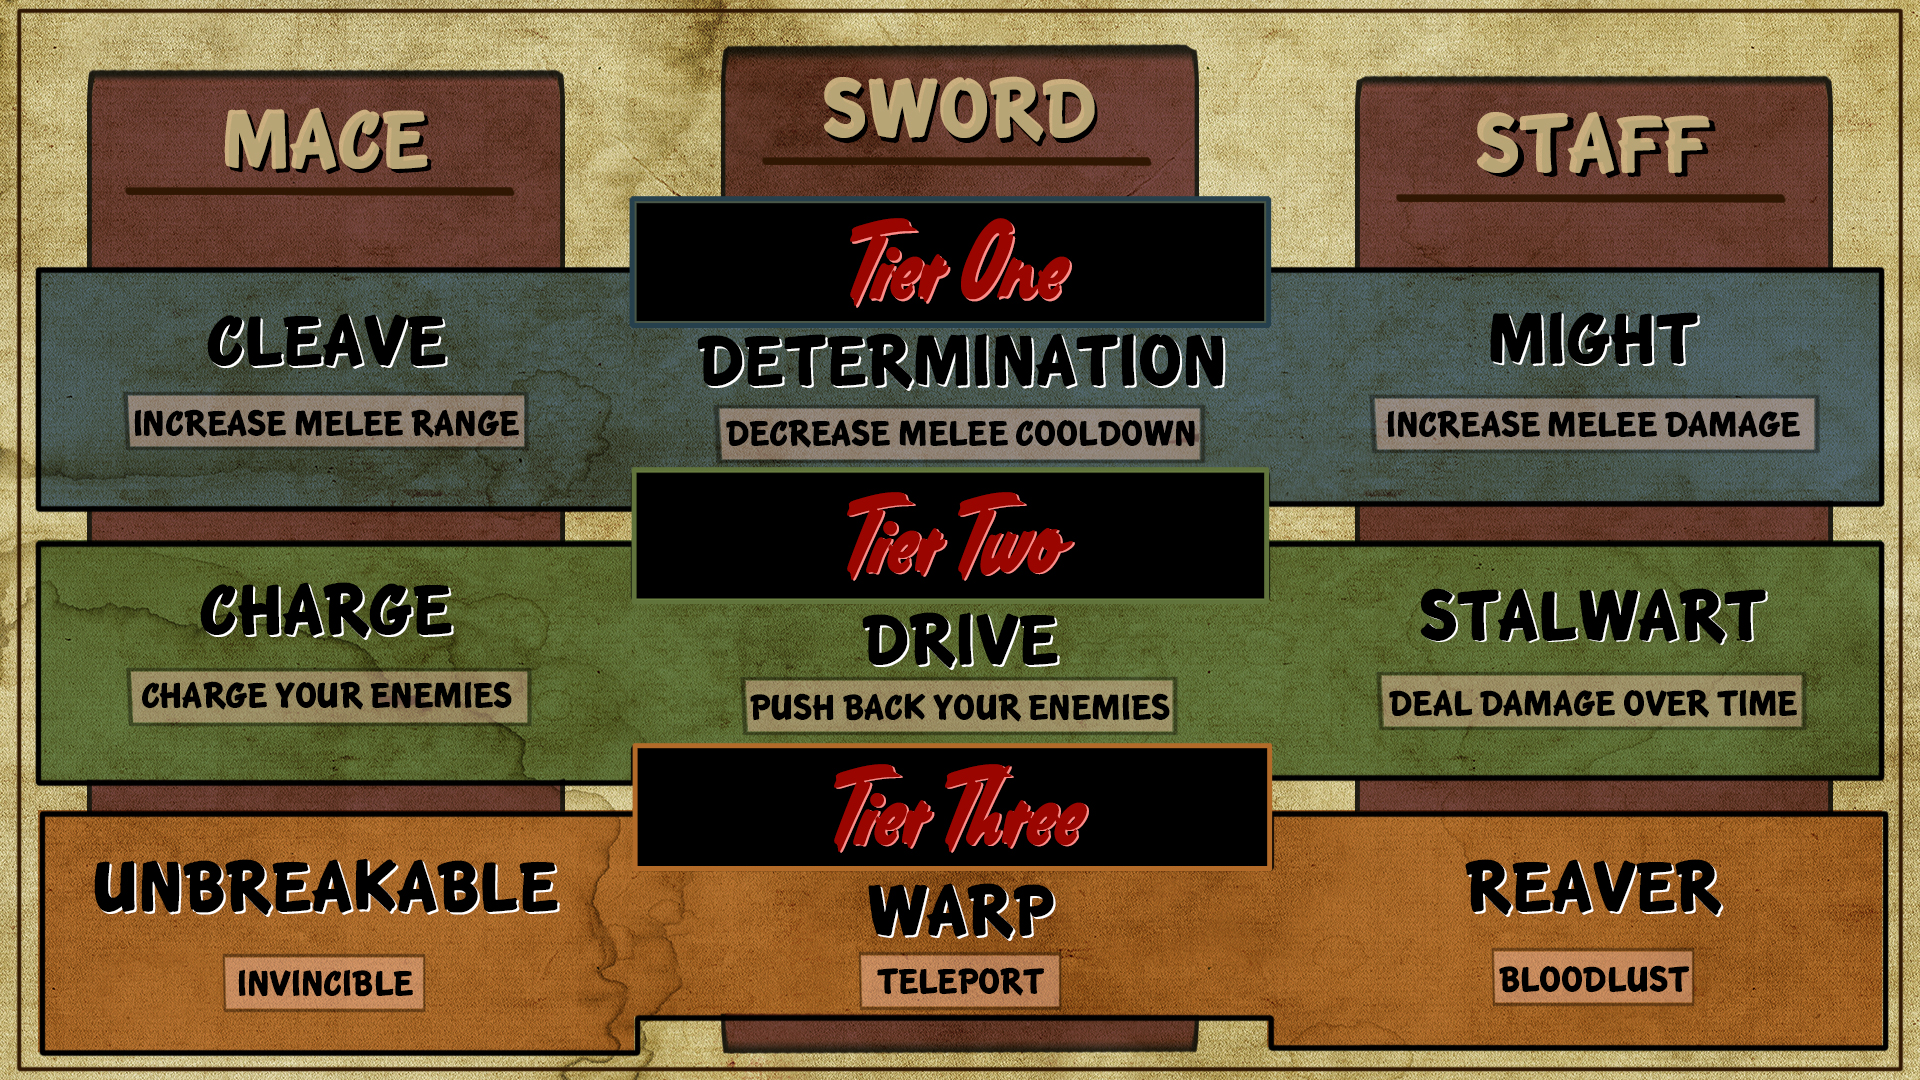 MACE
SWORD
STAFF
Tier One
CLEAVE
DETERMINATION
MIGHT
INCREASE MELEE RANGE
DECREASE MELEE COOLDOWN
INCREASE MELEE DAMAGE
Tier Two
CHARGE
DRIVE
STALWART
CHARGE YOUR ENEMIES
PUSH BACK YOUR ENEMIES
DEAL DAMAGE OVER TIME
Tier Three
UNBREAKABLE
WARP
REAVER
INVINCIBLE
TELEPORT
BLOODLUST